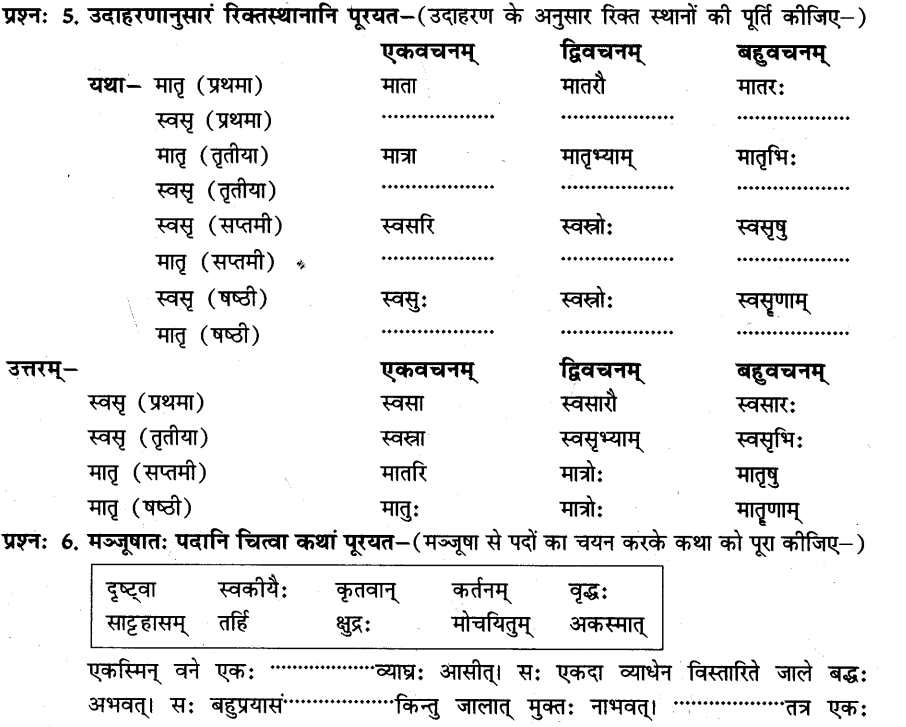 प्रश्नः 5. उदाहरणानुसारं रिक्तस्थानानि पूरयत–(उदाहरण के अनुसार रिक्त स्थानों की पूर्ति कीजिए–)
एकवचनम् द्विवचनम् बहुवचनम्
यथा– मातृ (प्रथमा) माता मातरौ मातरः
स्वसृ (प्रथमा) ................... ................... ...................
मातृ (तृतीया) मात्रा मातृभ्याम् मातृभिः
स्वसृ (तृतीया) ................... ................... ...................
स्वसृ (सप्तमी) स्वसरि स्वस्रोः स्वसृषु
मातृ (सप्तमी) ................... ................... ...................
स्वसृ (षष्ठी) स्वसुः स्वस्रोः स्वसॄणाम्
मातृ (षष्ठी) ................... ................... ...................
उत्तरम्– एकवचनम् द्विवचनम् बहुवचनम्
स्वसृ (प्रथमा) स्वसा स्वसारौ स्वसारः
स्वसृ (तृतीया) स्वस्रा स्वसृभ्याम् स्वसृभिः
मातृ (सप्तमी) मातरि मात्रोः मातृषु
मातृ (षष्ठी) मातुः मात्रोः मातॄणाम्
प्रश्नः 6. मञ्जूषातः पदानि चित्वा कथां पूरयत–(मञ्जूषा से पदों का चयन करके कथा को पूरा कीजिए–)
दृष्ट्वा स्वकीयैः कृतवान् कर्तनम् वृद्धः
साट्टहासम् तर्हि क्षुद्रः मोचयितुम् अकस्मात्
एकस्मिन् वने एकः ...................व्याघ्रः आसीत्। सः एकदा व्याधेन विस्तारिते जाले बद्धः
अभवत्। सः बहुप्रयासं...................किन्तु जालात् मुक्तः नाभवत्। ...................तत्र एकः